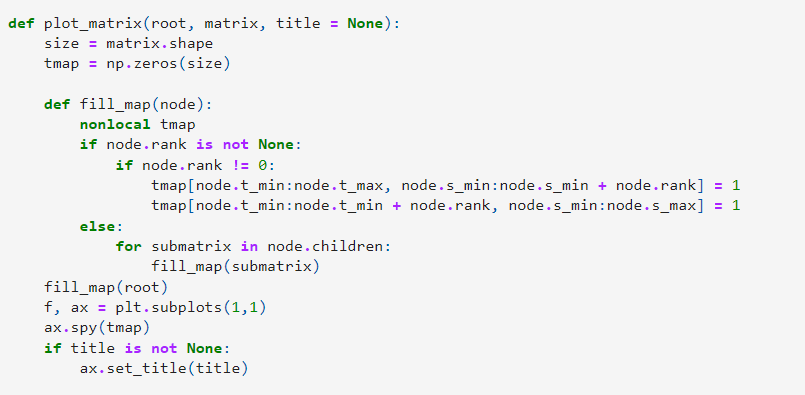 def plot_matrix(root, matrix, title = None):
    size = matrix.shape
    tmap = np.zeros(size)

    def fill_map(node):
        nonlocal tmap
        if node.rank is not None:
            if node.rank != 0:
                tmap[node.t_min:node.t_max, node.s_min:node.s_min + node.rank] = 1
                tmap[node.t_min:node.t_min + node.rank, node.s_min:node.s_max] = 1
        else:
            for submatrix in node.children:
                fill_map(submatrix)
    fill_map(root)
    f, ax = plt.subplots(1,1)
    ax.spy(tmap)
    if title is not None:
        ax.set_title(title)